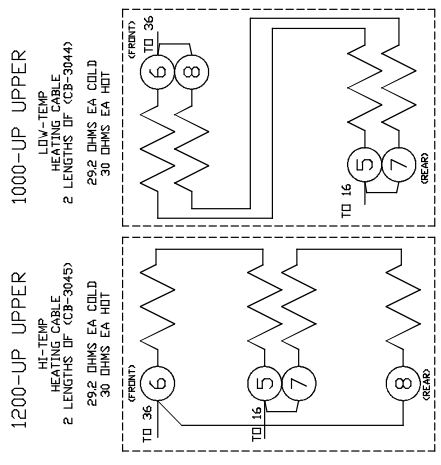 1000-UP UPPER
LOW-TEMP
HEATING CABLE
2 LENGTHS OF (CB-3044)
29.2 OHMS EA COLD
30 OHMS EA HOT
(FRONT)
TO 36
6
8
5
7
TO 16
(REAR)
1200-UP UPPER
HI-TEMP
HEATING CABLE
2 LENGTHS OF (CB-3045)
29.2 OHMS EA COLD
30 OHMS EA HOT
(FRONT)
TO 36
6
TO 16
5
7
8
(REAR)